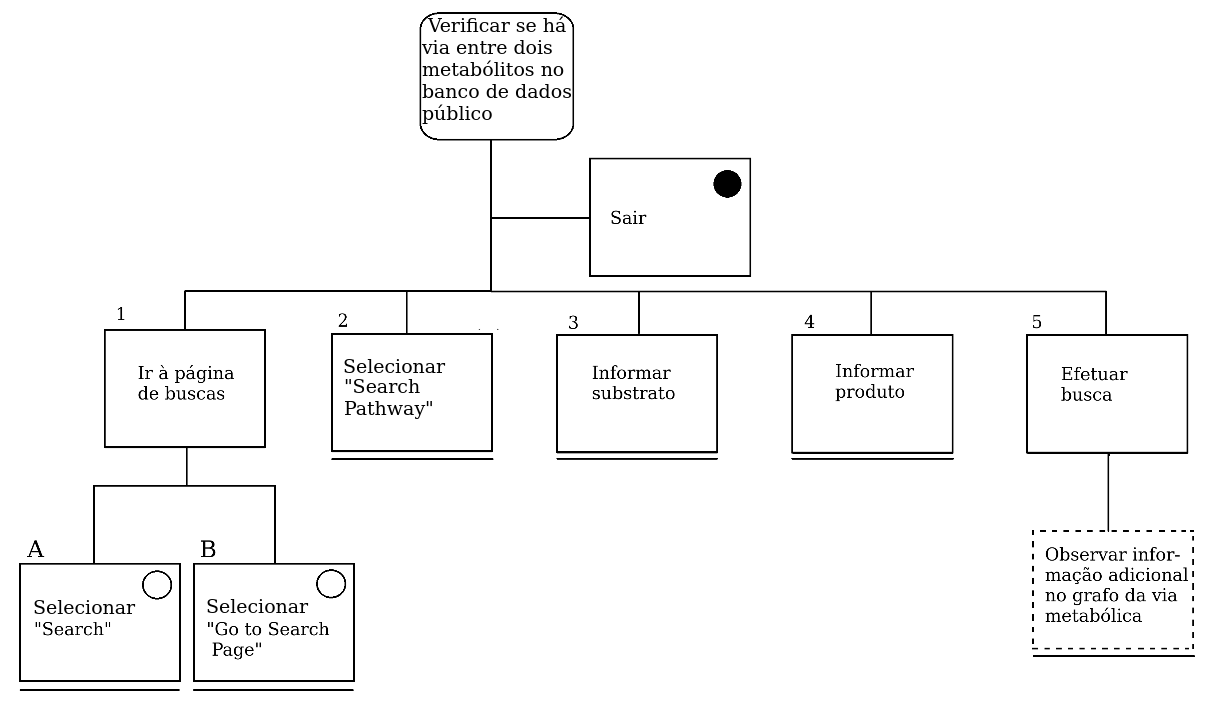 Verificar se há
via entre dois
metabólitos no
banco de dados
público
Sair
1
Ir à página
de buscas
2
Selecionar
"Search
Pathway"
3
Informar
substrato
4
Informar
produto
5
Efetuar
busca
A
Selecionar
"Search"
B
Selecionar
"Go to Search
Page"
Observar infor-
mação adicional
no grafo da via
metabólica